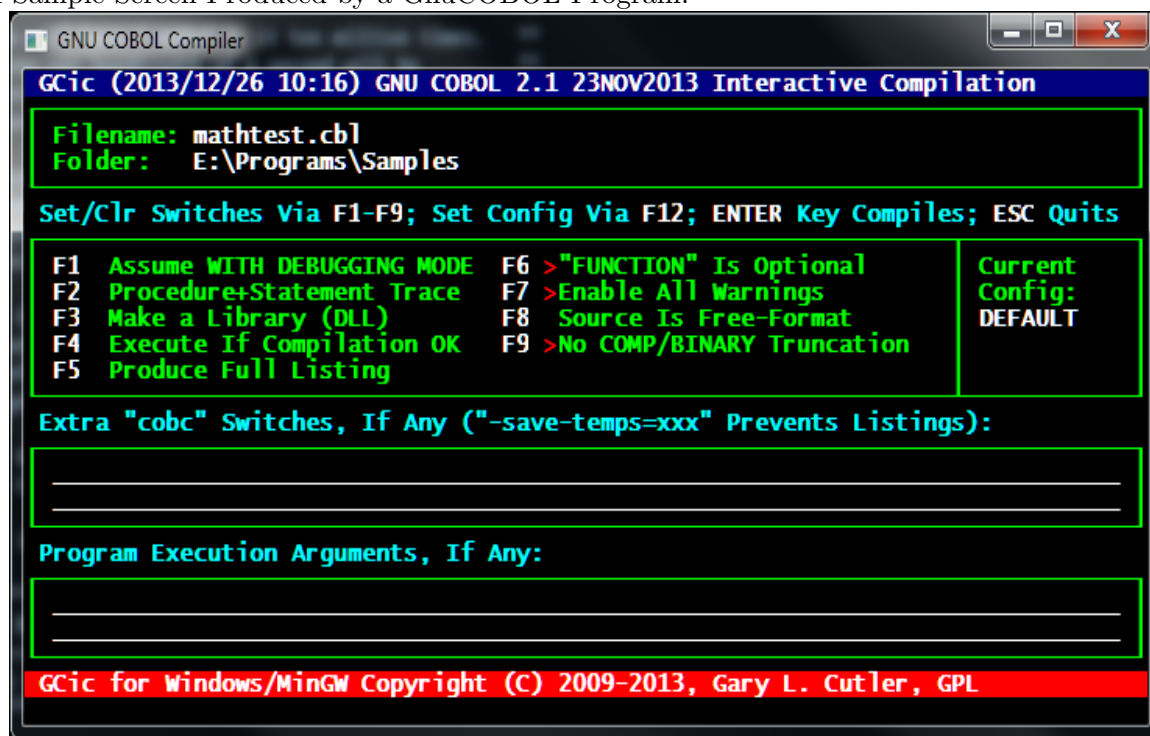 Sample Screen Produced by a GnuCOBOL Program.
GNU COBOL Compiler
GCic (2013/12/26 10:16) GNU COBOL 2.1 23NOV2013 Interactive Compilation
Filename: mathtest.cbl
Folder: E:\Programs\Samples
Set/Clr Switches Via F1-F9; Set Config Via F12; ENTER Key Compiles; ESC Quits
F1 Assume WITH DEBUGGING MODE F6 >"FUNCTION" Is Optional Current
F2 Procedure+Statement Trace F7 >Enable All Warnings Config:
F3 Make a Library (DLL) F8 Source Is Free-Format DEFAULT
F4 Execute If Compilation OK F9 >No COMP/BINARY Truncation
F5 Produce Full Listing
Extra "cobc" Switches, If Any ("-save-temps=xxx" Prevents Listings):
Program Execution Arguments, If Any:
GCic for Windows/MinGW Copyright (C) 2009-2013, Gary L. Cutler, GPL